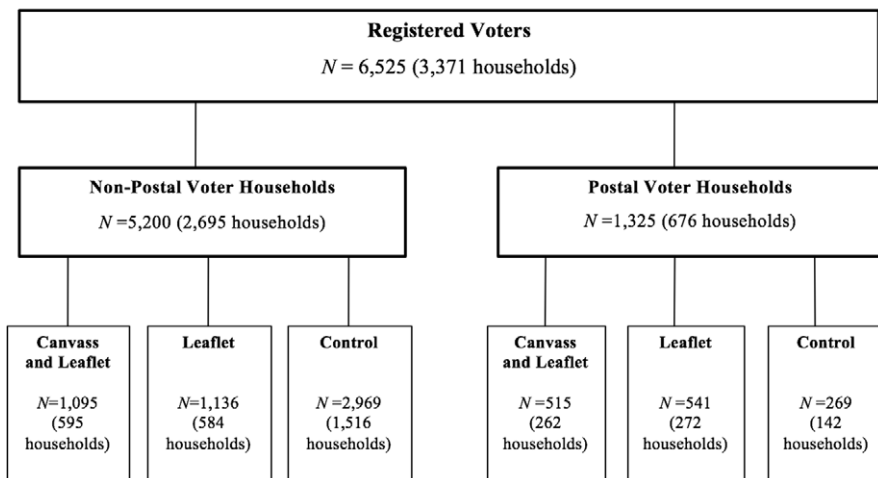 Registered Voters
N = 6,525 (3,371 households)
Non-Postal Voter Households
N =5,200 (2,695 households)
Postal Voter Households
N =1,325 (676 households)
Canvass
and Leaflet
N=1,095
(595
households)
Leaflet
N=1,136
(584
households)
Control
N =2,969
(1,516
households)
Canvass
and Leaflet
N =515
(262
households)
Leaflet
N =541
(272
households)
Control
N =269
(142
households)